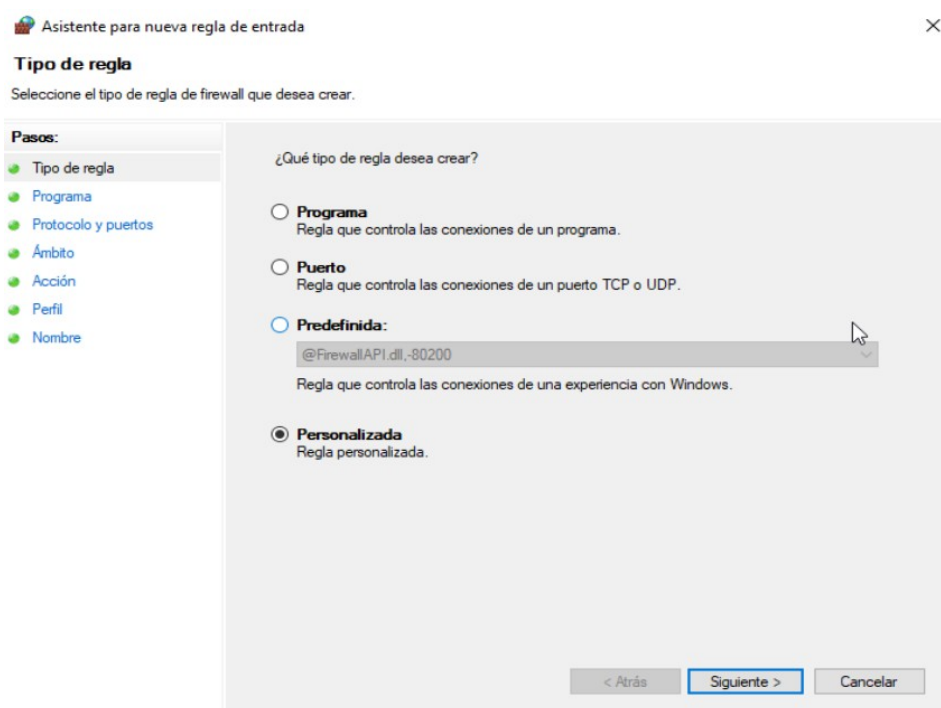 Asistente para nueva regla de entrada
Tipo de regla
Seleccione el tipo de regla de firewall que desea crear.
Pasos:
Tipo de regla
Programa
Protocolo y puertos
Ámbito
Acción
Perfil
Nombre
¿Qué tipo de regla desea crear?
Programa
Regla que controla las conexiones de un programa.
Puerto
Regla que controla las conexiones de un puerto TCP o UDP.
Predefinida:
@FirewallAPI.dll,-80200
Regla que controla las conexiones de una experiencia con Windows.
Personalizada
Regla personalizada.
< Atrás
Siguiente >
Cancelar